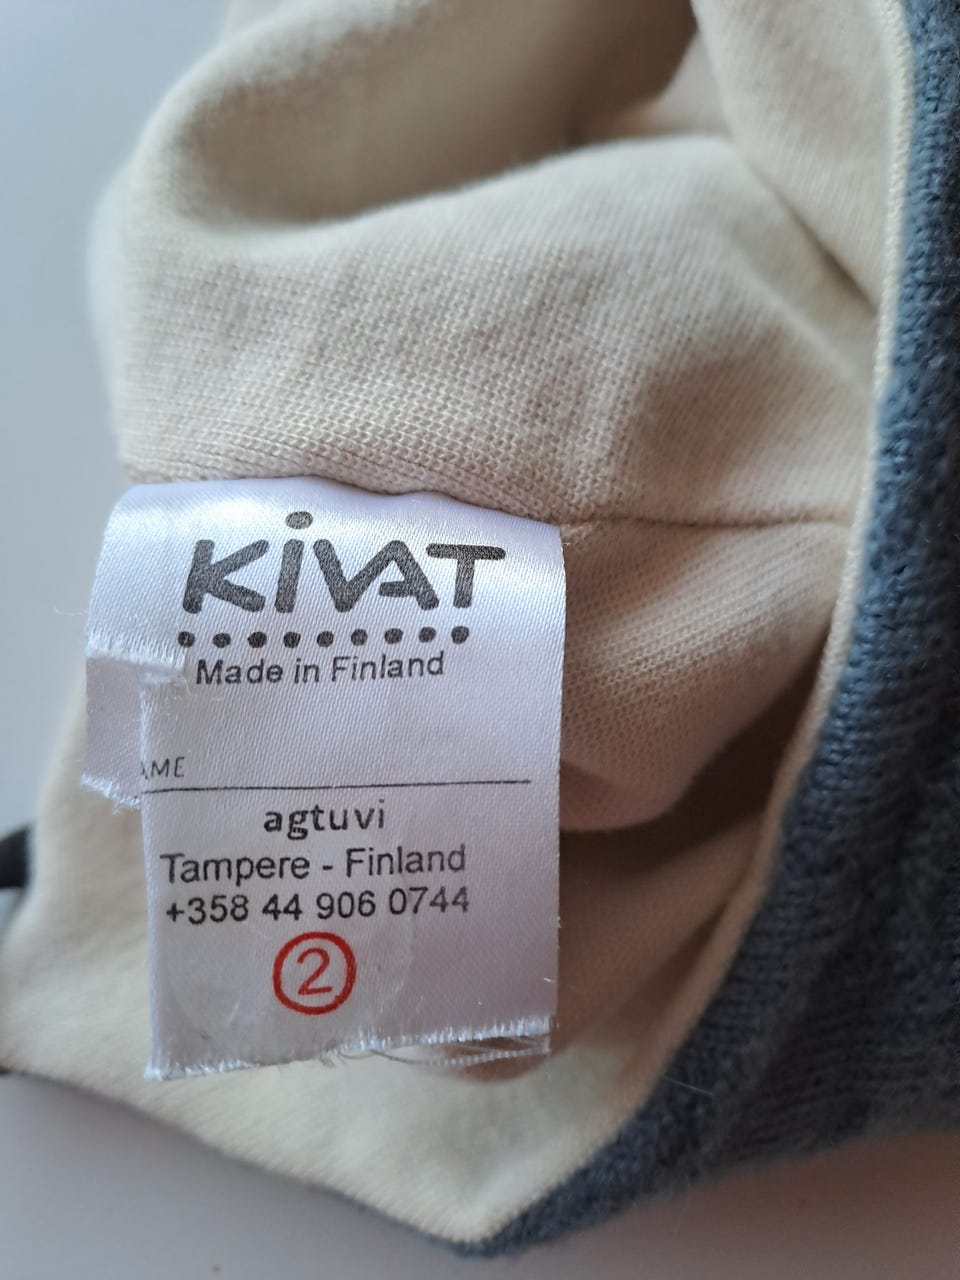 KiVAT
Made in Finland
AME
agtuvi
Tampere - Finland
+358 44 906 0744
2